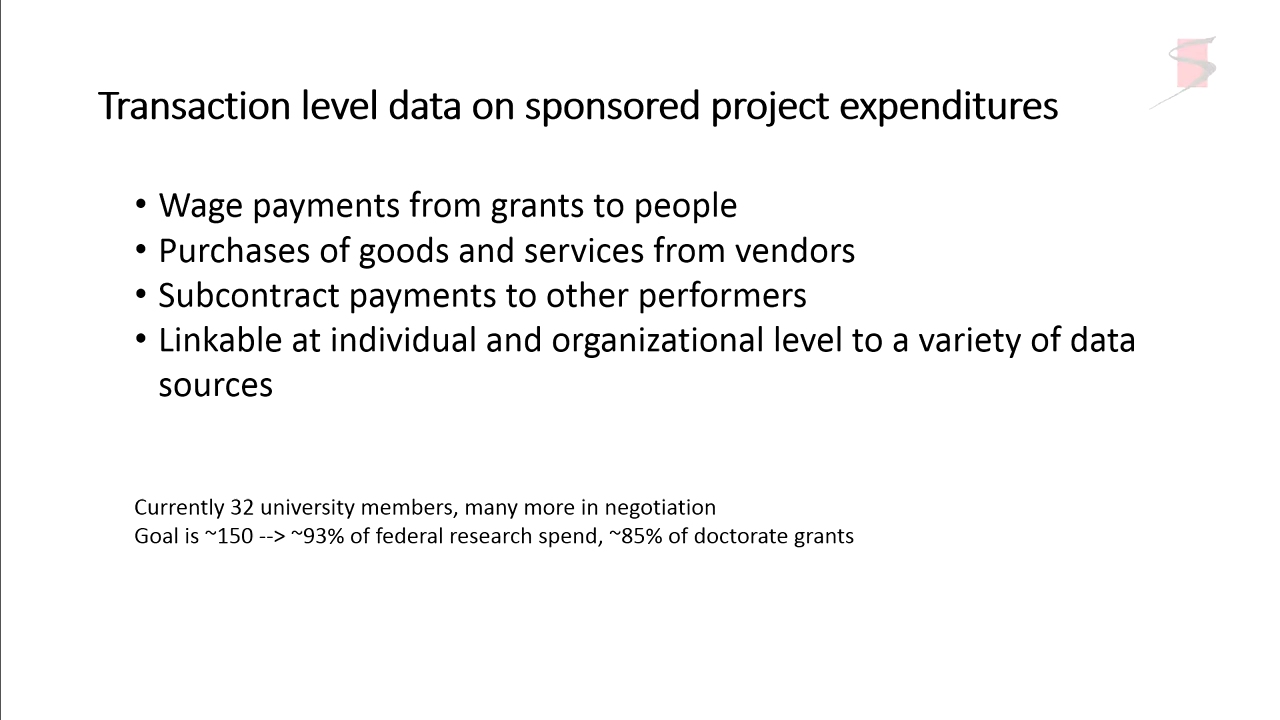 Transaction level data on sponsored project expenditures
• Wage payments from grants to people
• Purchases of goods and services from vendors
• Subcontract payments to other performers
• Linkable at individual and organizational level to a variety of data
sources
Currently 32 university members, many more in negotiation
Goal is ~150 --> ~93% of federal research spend, ~85% of doctorate grants